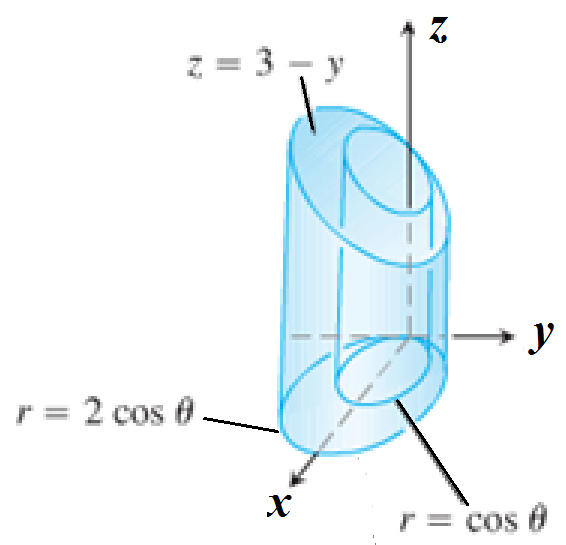 z
z = 3 − y
y
r = 2 cos θ
x
r = cos θ